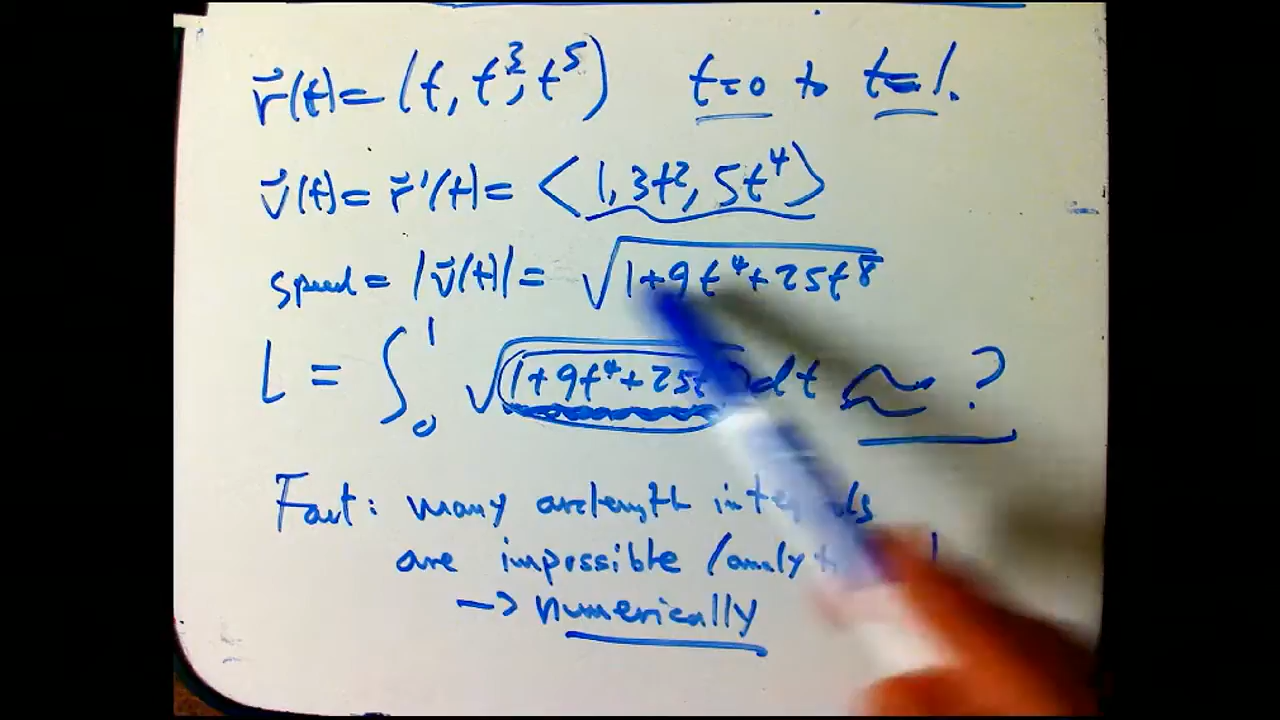 r⃗(t) = (t, t³, t⁵) t=0 to t=1.
v⃗(t) = r⃗'(t) = ⟨1, 3t², 5t⁴⟩
speed = |v⃗(t)| = √(1+9t⁴+25t⁸)
L = ∫₀¹ √(1+9t⁴+25t dt ≈ ?
Fact: many arclength
are impossible
→ numerically